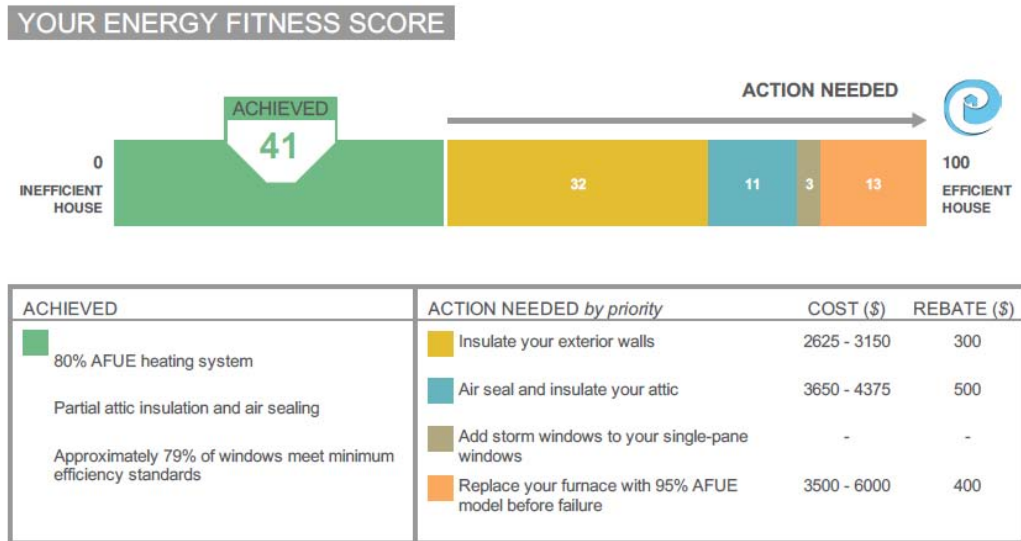 YOUR ENERGY FITNESS SCORE
ACTION NEEDED
ACHIEVED
41
0
INEFFICIENT
HOUSE
32
11
3
13
100
EFFICIENT
HOUSE
ACHIEVED
80% AFUE heating system
Partial attic insulation and air sealing
Approximately 79% of windows meet minimum
efficiency standards
ACTION NEEDED by priority COST ($) REBATE ($)
Insulate your exterior walls 2625 - 3150 300
Air seal and insulate your attic 3650 - 4375 500
Add storm windows to your single-pane - -
windows
Replace your furnace with 95% AFUE 3500 - 6000 400
model before failure